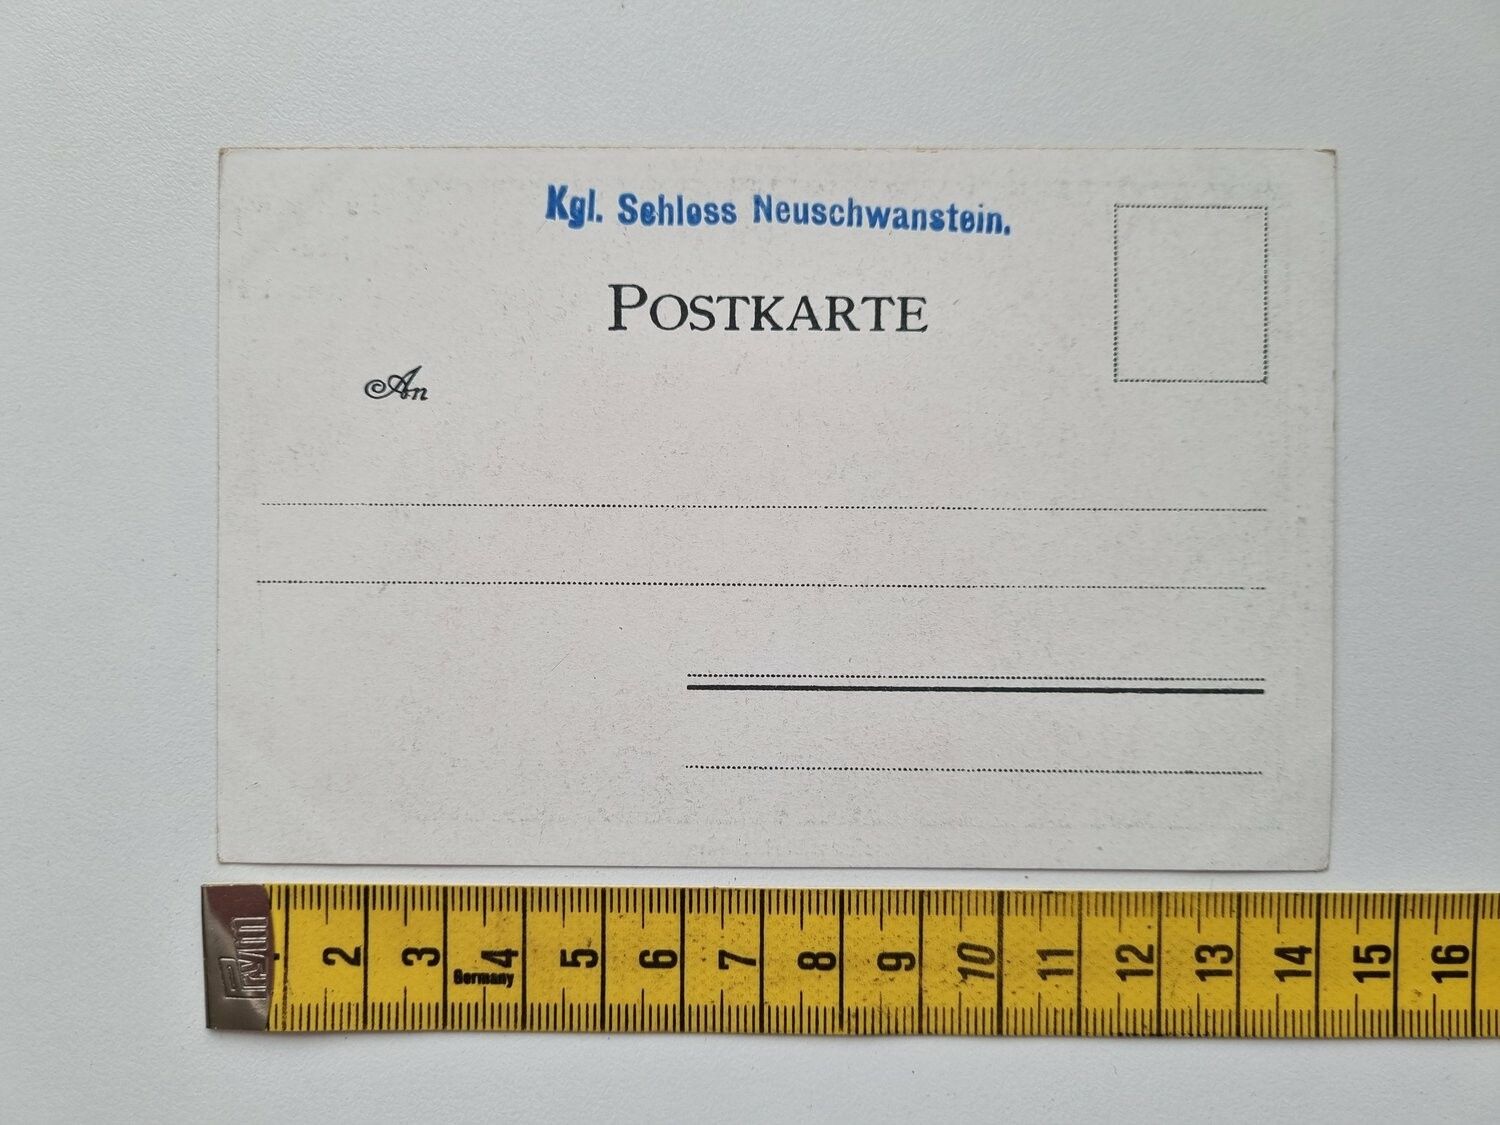 Kgl. Schloss Neuschwanstein.
POSTKARTE
An
Prym
2 3 4 5 6 7 8 9 10 11 12 13 14 15 16
Germany